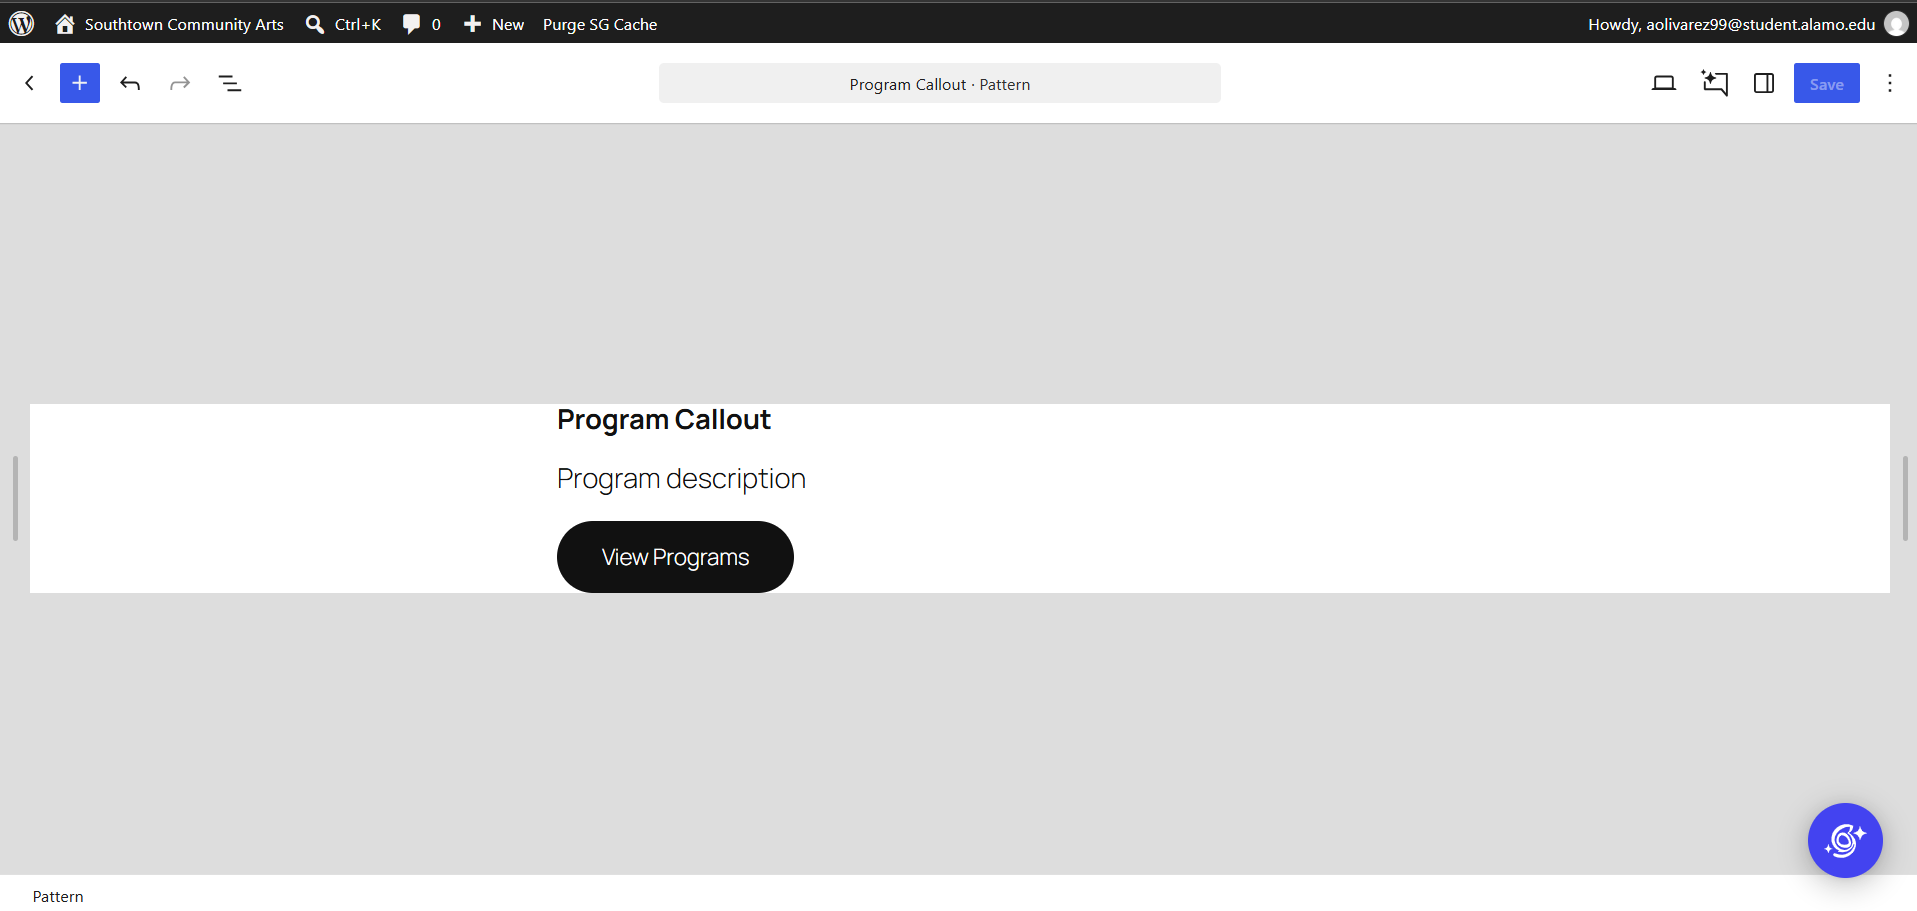 Southtown Community Arts Ctrl+K 0 New Purge SG Cache Howdy, aolivarez99@student.alamo.edu
Program Callout · Pattern Save
Program Callout
Program description
View Programs
Pattern